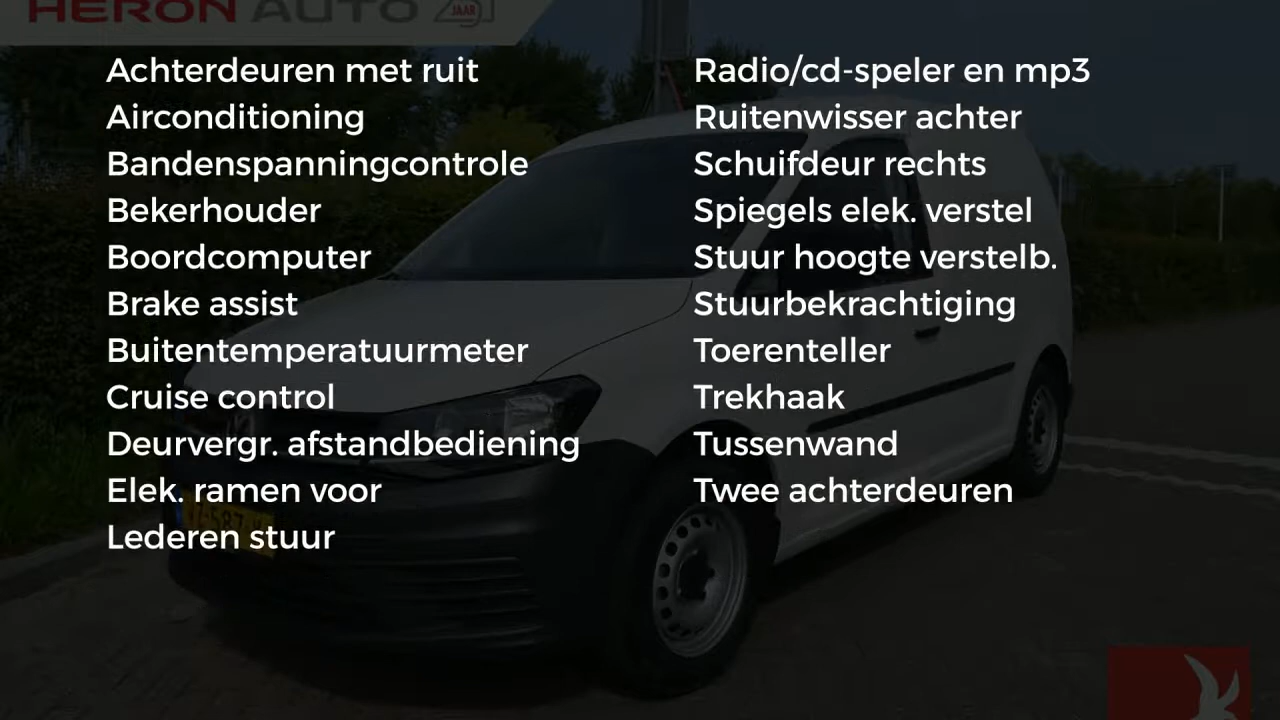 HERON AUTO
JAAR
Achterdeuren met ruit
Airconditioning
Bandenspanningcontrole
Bekerhouder
Boordcomputer
Brake assist
Buitentemperatuurmeter
Cruise control
Deurvergr. afstandbediening
Elek. ramen voor
Lederen stuur
Radio/cd-speler en mp3
Ruitenwisser achter
Schuifdeur rechts
Spiegels elek. verstel
Stuur hoogte verstelb.
Stuurbekrachtiging
Toerenteller
Trekhaak
Tussenwand
Twee achterdeuren